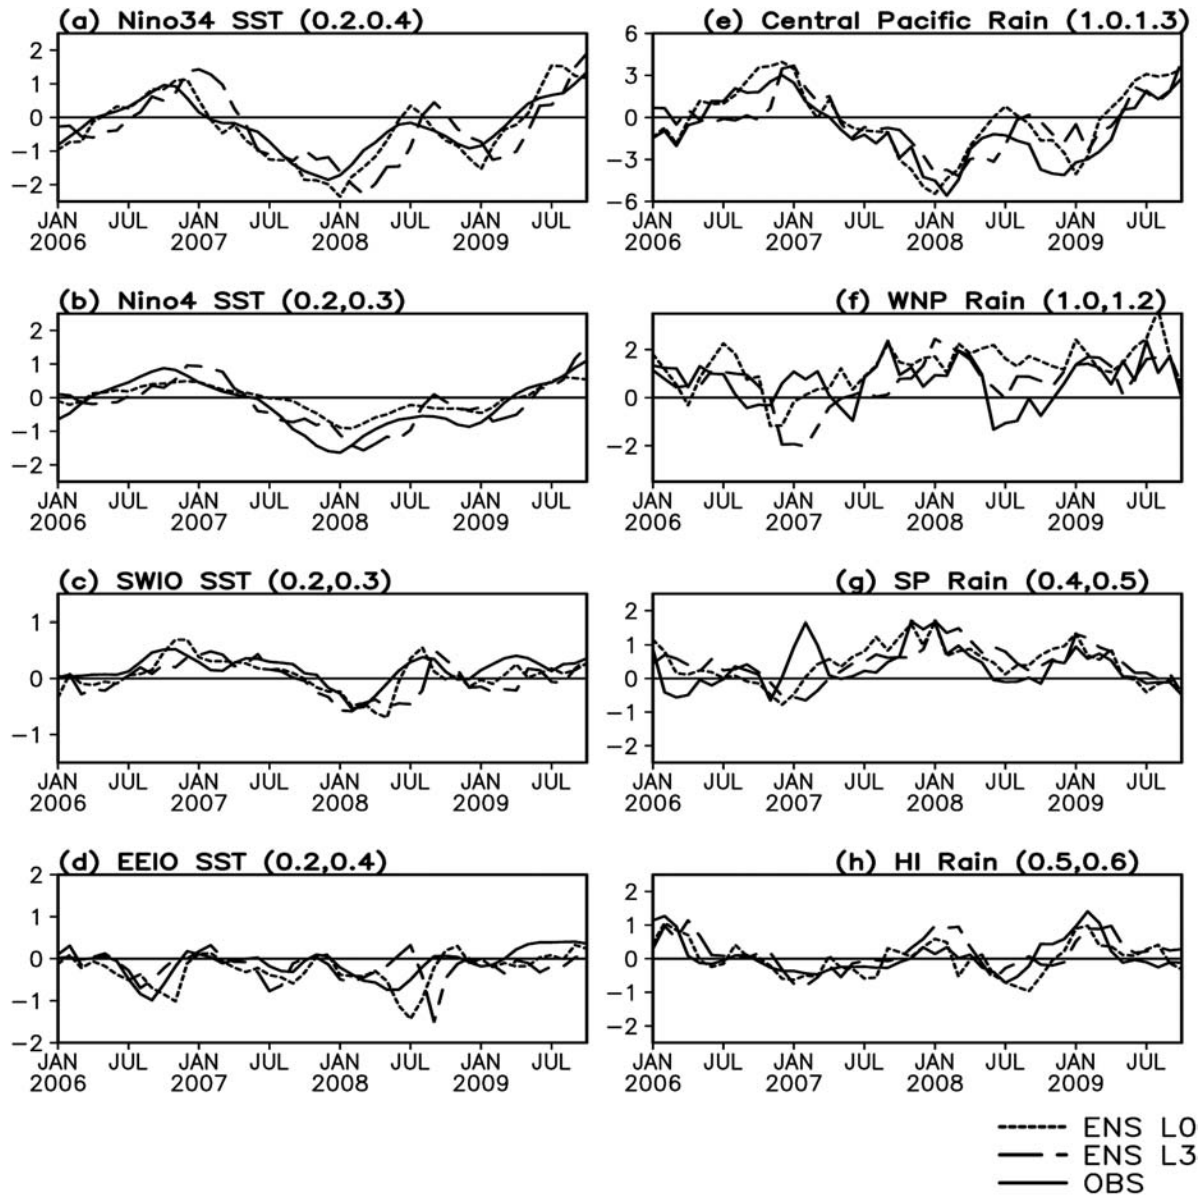 (a) Nino34 SST (0.2.0.4)
2
1
0
−1
−2
JAN JUL JAN JUL JAN JUL JAN JUL
2006 2007 2008 2009
(b) Nino4 SST (0.2,0.3)
2
1
0
−1
−2
JAN JUL JAN JUL JAN JUL JAN JUL
2006 2007 2008 2009
(c) SWIO SST (0.2,0.3)
1
0
−1
JAN JUL JAN JUL JAN JUL JAN JUL
2006 2007 2008 2009
(d) EEIO SST (0.2,0.4)
2
1
0
−1
−2
JAN JUL JAN JUL JAN JUL JAN JUL
2006 2007 2008 2009
(e) Central Pacific Rain (1.0.1.3)
6
3
0
−3
−6
JAN JUL JAN JUL JAN JUL JAN JUL
2006 2007 2008 2009
(f) WNP Rain (1.0,1.2)
2
0
−2
JAN JUL JAN JUL JAN JUL JAN JUL
2006 2007 2008 2009
(g) SP Rain (0.4,0.5)
2
1
0
−1
−2
JAN JUL JAN JUL JAN JUL JAN JUL
2006 2007 2008 2009
(h) HI Rain (0.5,0.6)
2
1
0
−1
−2
JAN JUL JAN JUL JAN JUL JAN JUL
2006 2007 2008 2009
ENS L0
ENS L3
OBS